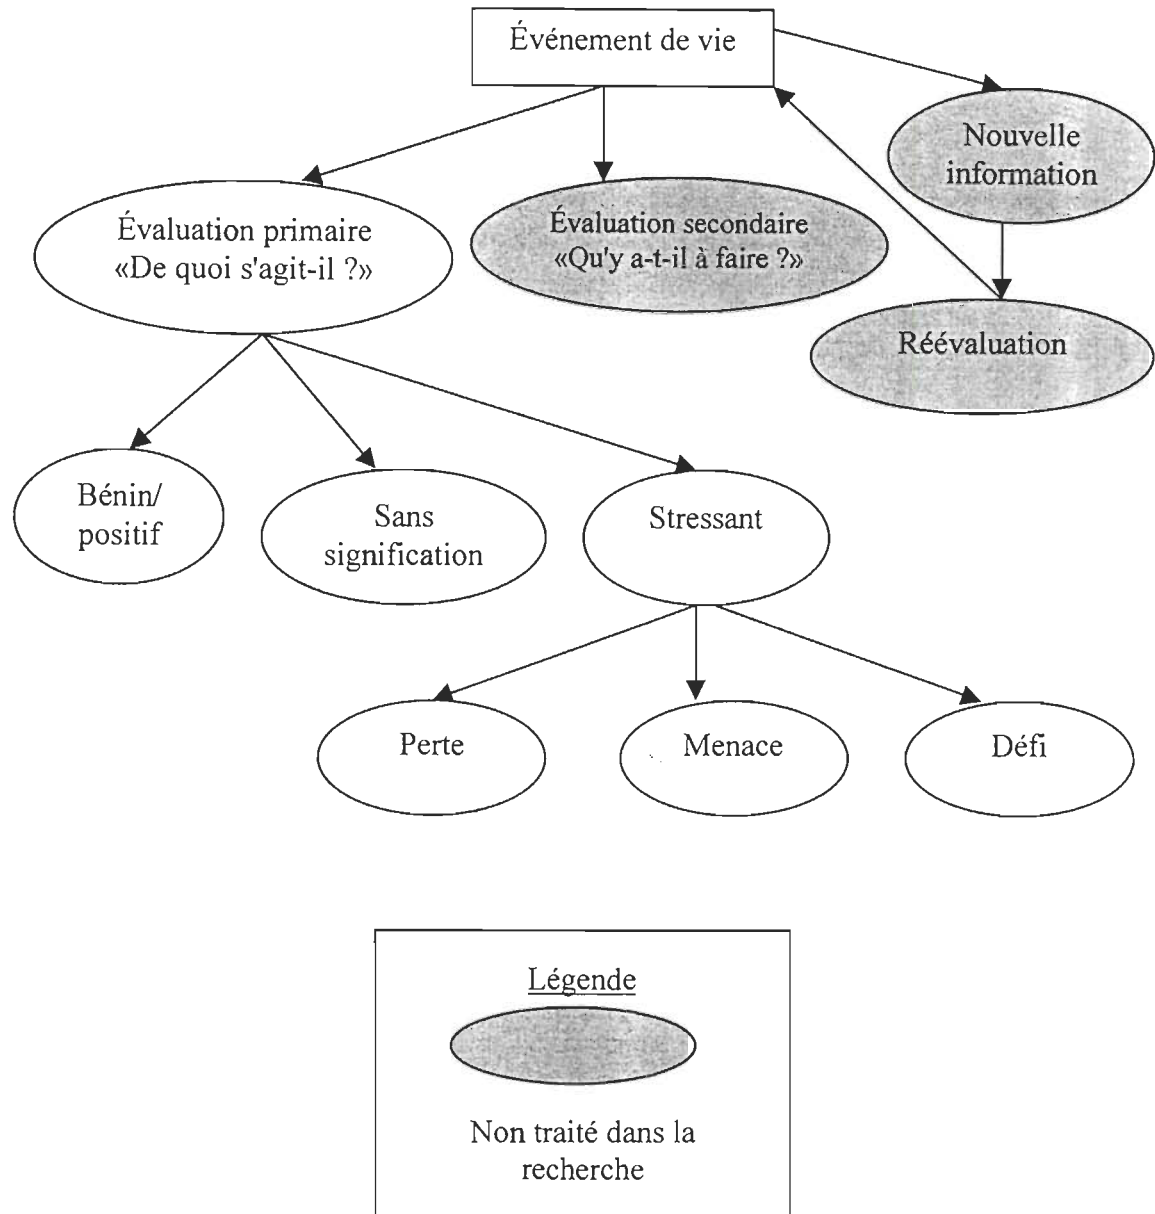 Événement de vie
Nouvelle
information
Évaluation primaire
«De quoi s'agit-il ?»
Évaluation secondaire
«Qu'y a-t-il à faire ?»
Réévaluation
Bénin/
positif
Sans
signification
Stressant
Perte
Menace
Défi
Légende
Non traité dans la
recherche